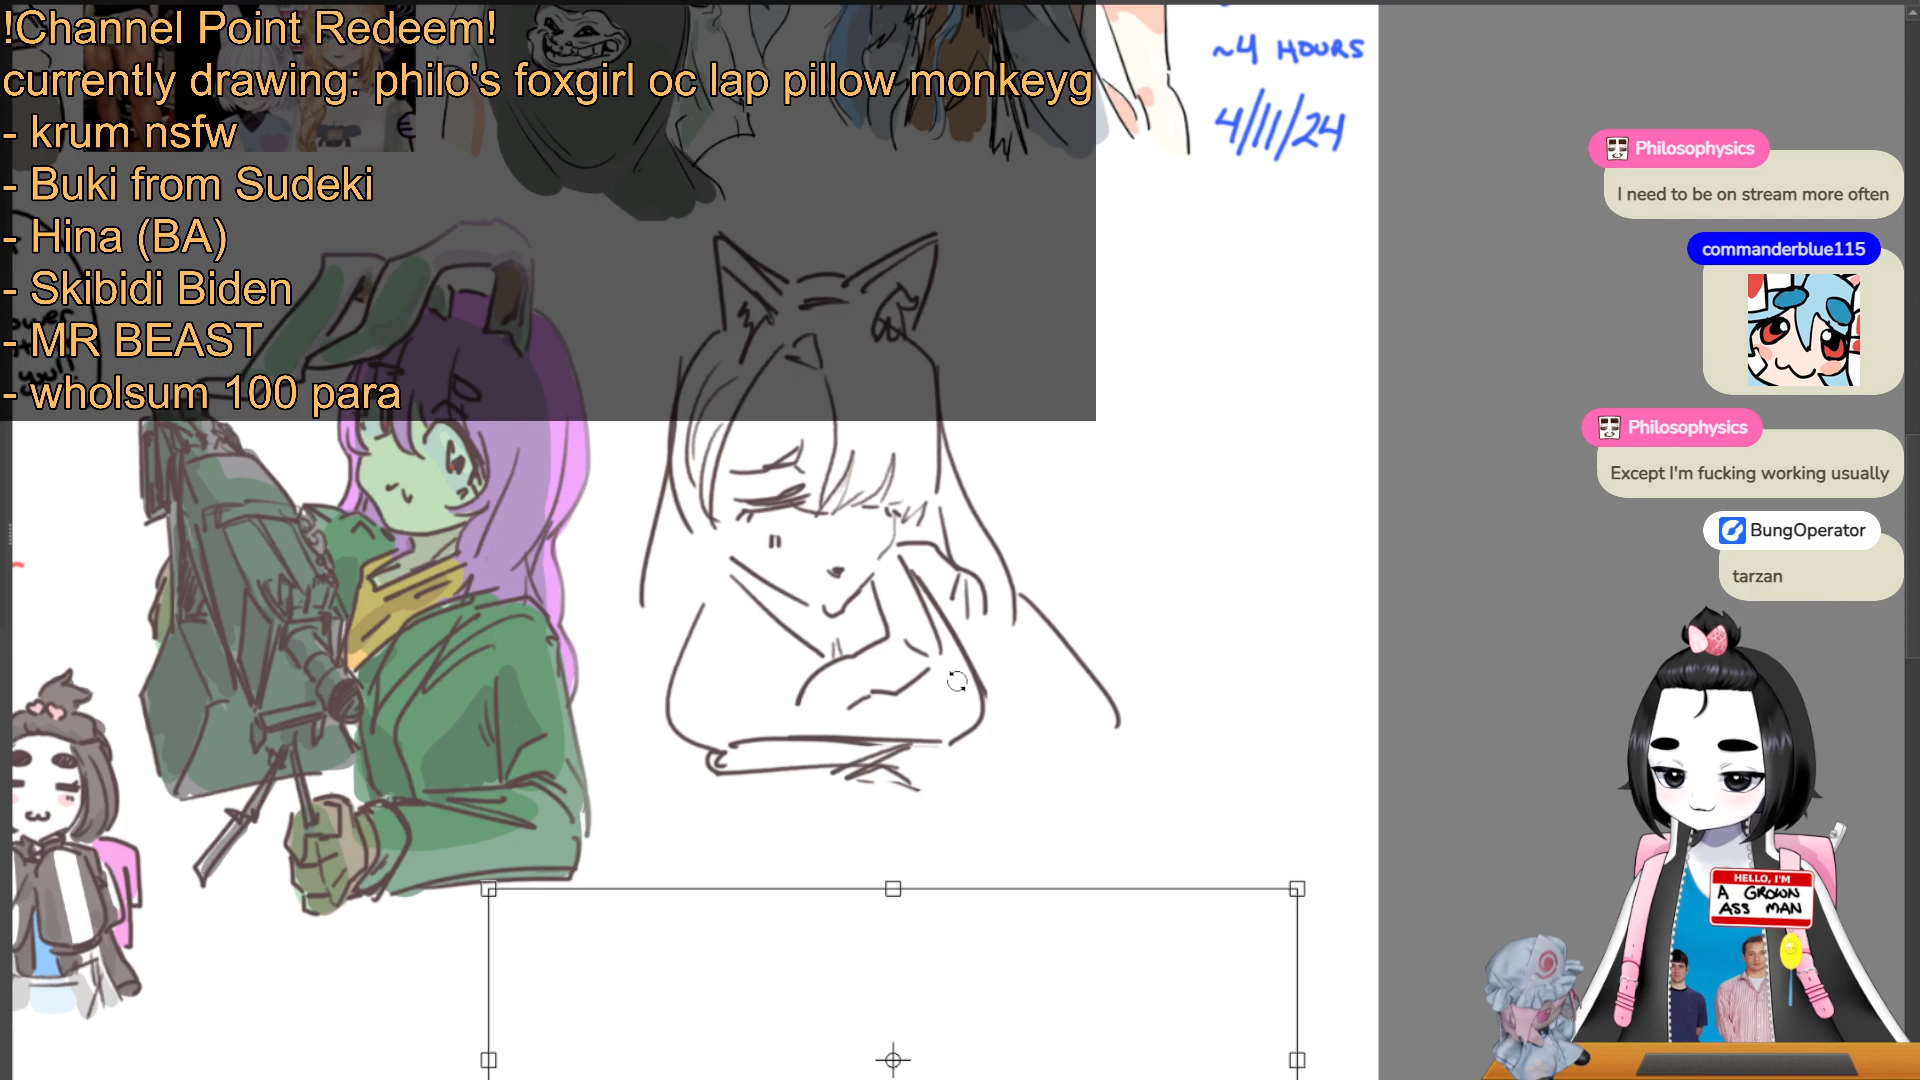 !Channel Point Redeem!
currently drawing: philo's foxgirl oc lap pillow monkeyg
- krum nsfw
- Buki from Sudeki
- Hina (BA)
- Skibidi Biden
- MR BEAST
- wholsum 100 para
~4 HOURS
4/11/24
Philosophysics
I need to be on stream more often
commanderblue115
Philosophysics
Except I'm fucking working usually
BungOperator
tarzan
HELLO, I'M
A GROWN
ASS MAN